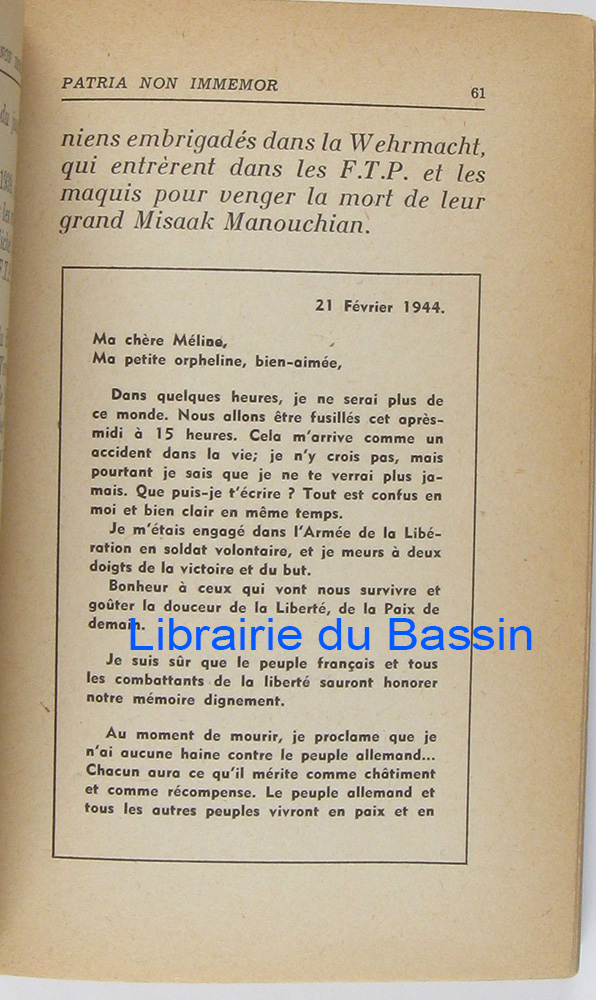 PATRIA NON IMMEMOR 61
niens embrigadés dans la Wehrmacht,
qui entrèrent dans les F.T.P. et les
maquis pour venger la mort de leur
grand Misaak Manouchian.
21 Février 1944.
Ma chère Méline,
Ma petite orpheline, bien-aimée,
Dans quelques heures, je ne serai plus de
ce monde. Nous allons être fusillés cet après-
midi à 15 heures. Cela m'arrive comme un
accident dans la vie; je n'y crois pas, mais
pourtant je sais que je ne te verrai plus ja-
mais. Que puis-je t'écrire ? Tout est confus en
moi et bien clair en même temps.
Je m'étais engagé dans l'Armée de la Libé-
ration en soldat volontaire, et je meurs à deux
doigts de la victoire et du but.
Bonheur à ceux qui vont nous survivre et
goûter la douceur de la Liberté, de la Paix de
demain.
Librairie du Bassin
Je suis sûr que le peuple français et tous
les combattants de la liberté sauront honorer
notre mémoire dignement.
Au moment de mourir, je proclame que je
n'ai aucune haine contre le peuple allemand...
Chacun aura ce qu'il mérite comme châtiment
et comme récompense. Le peuple allemand et
tous les autres peuples vivront en paix et en